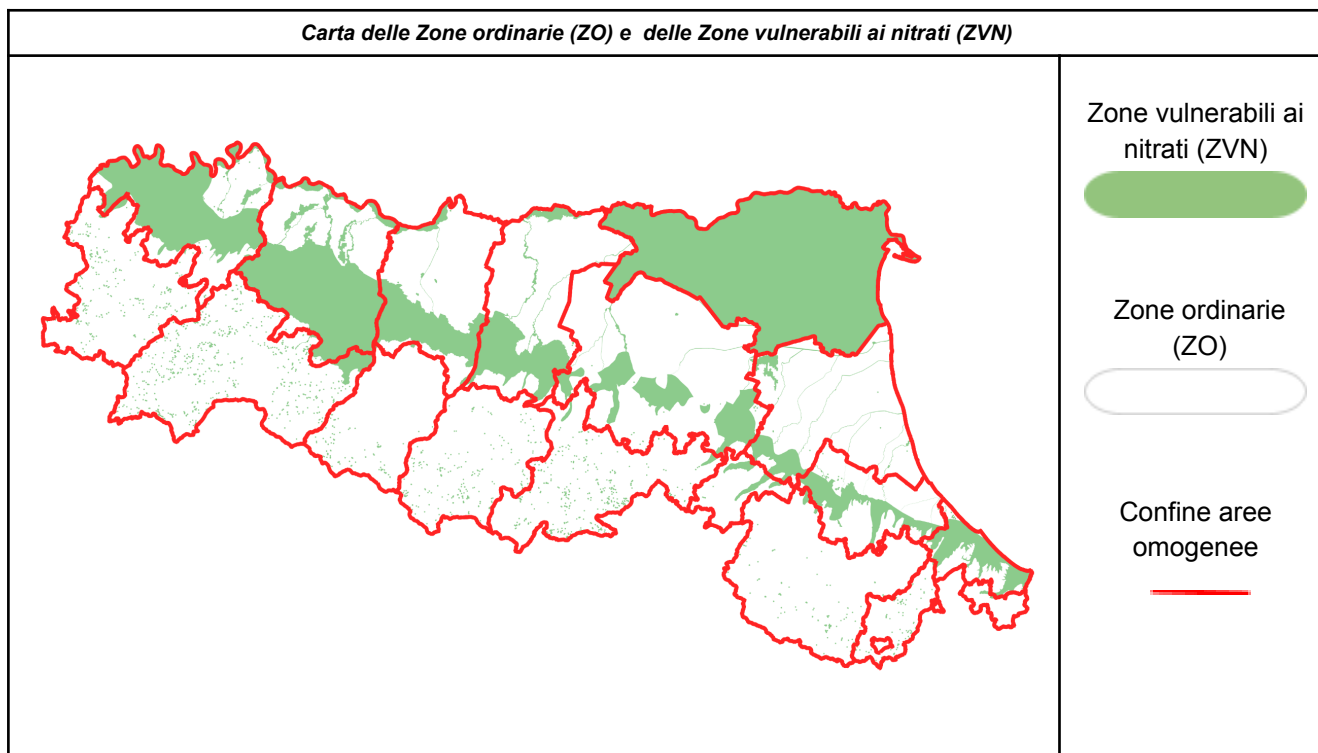 Carta delle Zone ordinarie (ZO) e  delle Zone vulnerabili ai nitrati (ZVN)
Zone vulnerabili ai
nitrati (ZVN)
Zone ordinarie
(ZO)
Confine aree
omogenee